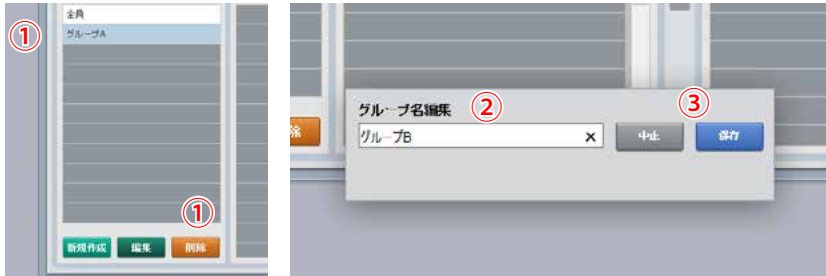 ①
全員
グループA
①
新規作成 編集 削除
除
グループ名編集 ②
グループB ×
③
中止 保存